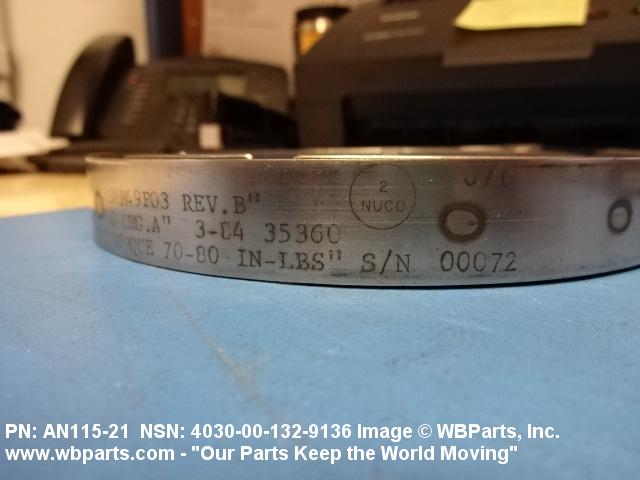 REV.B"
2
NUCO
CHG.A" 3-84 35360
70-80 IN-LBS" S/N 00072
PN: AN115-21 NSN: 4030-00-132-9136 Image © WBParts, Inc.
www.wbparts.com - "Our Parts Keep the World Moving"